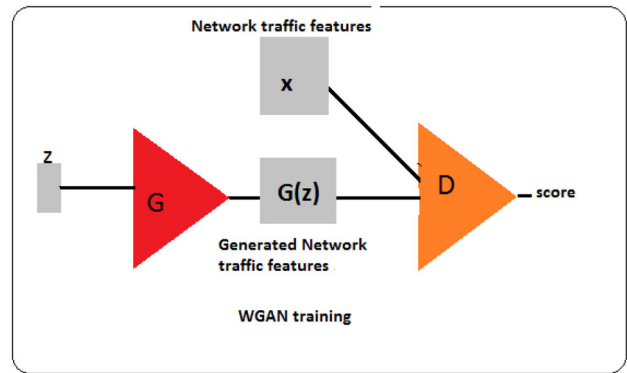 Network traffic features
x
z
G
G(z)
D
score
Generated Network
traffic features
WGAN training